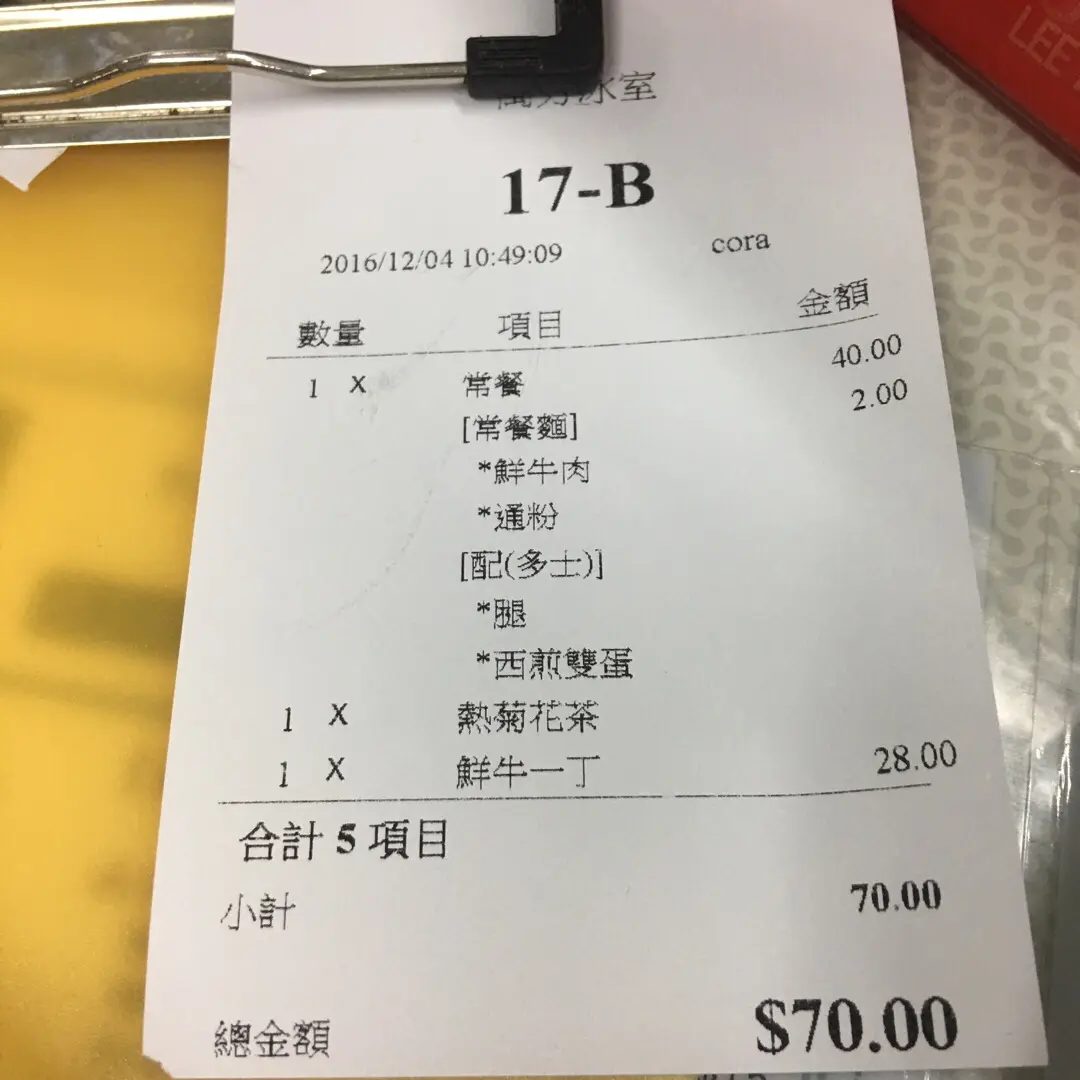 冰室
17-B
2016/12/04 10:49:09 cora
數量 項目 金額
1 X 常餐 40.00
[常餐麵] 2.00
*鮮牛肉
*通粉
[配(多士)]
*腿
*西煎雙蛋
1 X 熱菊花茶
1 X 鮮牛一丁 28.00
合計 5 項目
小計 70.00
總金額 $70.00
LEE